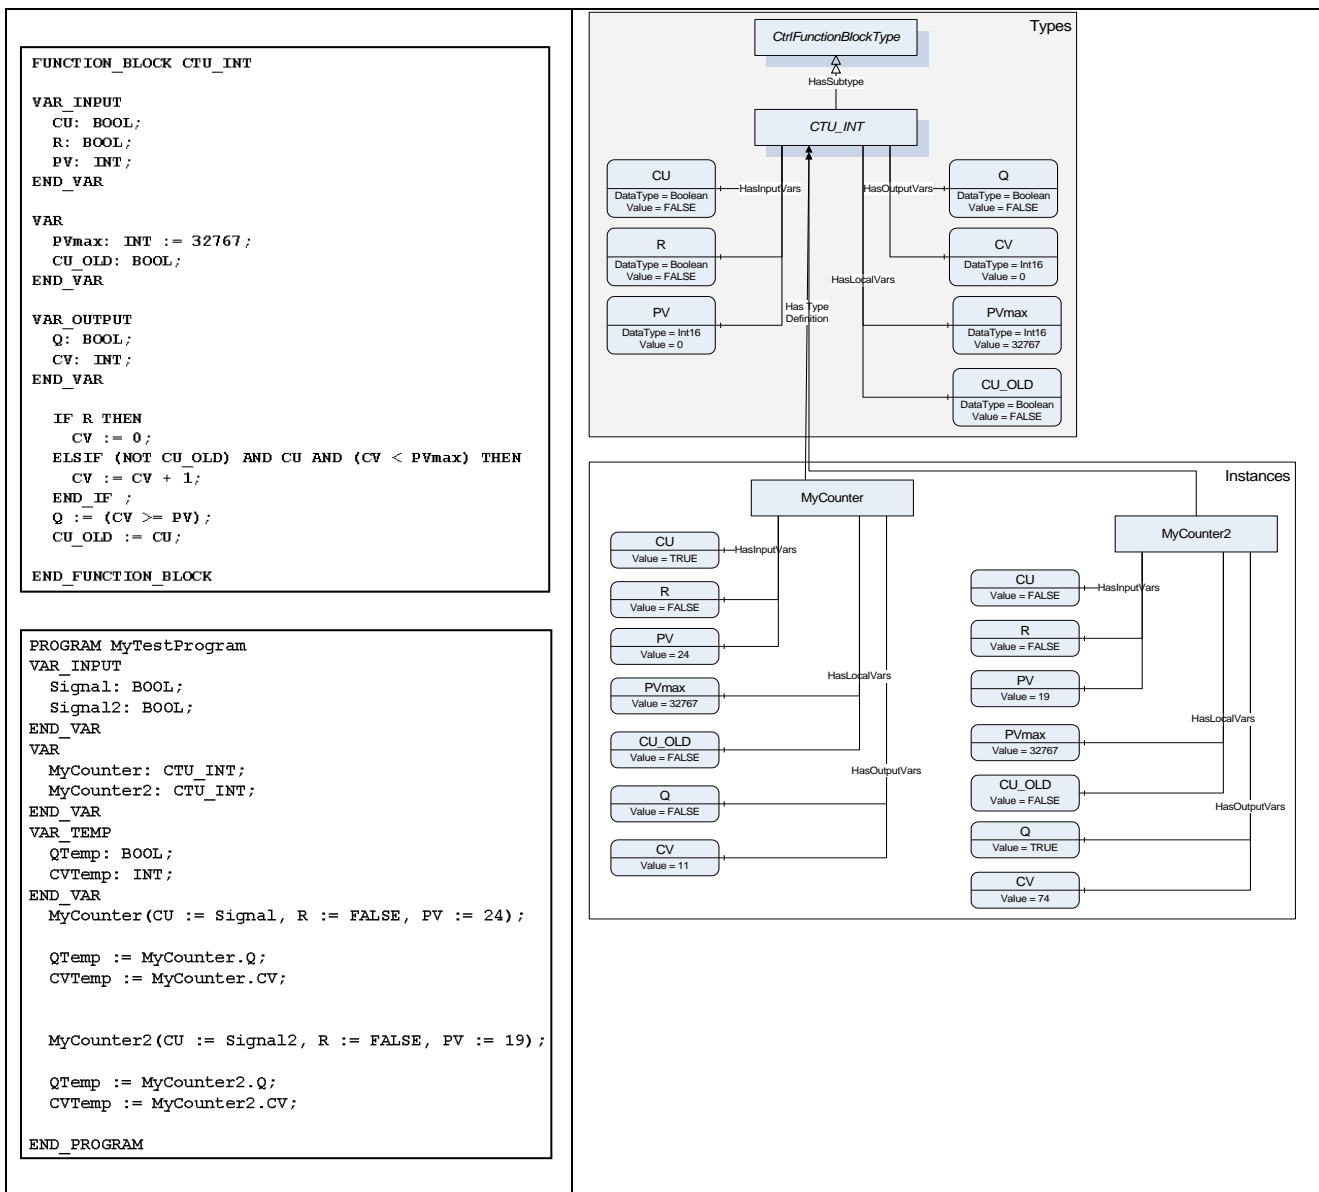 FUNCTION_BLOCK CTU_INT
VAR_INPUT
CU: BOOL;
R: BOOL;
PV: INT;
END_VAR
VAR
PVmax: INT := 32767;
CU_OLD: BOOL;
END_VAR
VAR_OUTPUT
Q: BOOL;
CV: INT;
END_VAR
IF R THEN
CV := 0;
ELSIF (NOT CU_OLD) AND CU AND (CV < PVmax) THEN
CV := CV + 1;
END_IF ;
Q := (CV >= PV);
CU_OLD := CU;
END_FUNCTION_BLOCK
PROGRAM MyTestProgram
VAR_INPUT
Signal: BOOL;
Signal2: BOOL;
END_VAR
VAR
MyCounter: CTU_INT;
MyCounter2: CTU_INT;
END_VAR
VAR_TEMP
QTemp: BOOL;
CVTemp: INT;
END_VAR
MyCounter(CU := Signal, R := FALSE, PV := 24);
QTemp := MyCounter.Q;
CVTemp := MyCounter.CV;
MyCounter2(CU := Signal2, R := FALSE, PV := 19);
QTemp := MyCounter2.Q;
CVTemp := MyCounter2.CV;
END_PROGRAM
Types
CtrlFunctionBlockType
HasSubtype
CTU_INT
CU
DataType = Boolean
Value = FALSE
HasInputVars
R
DataType = Boolean
Value = FALSE
PV
DataType = Int16
Value = 0
Has Type
Definition
HasOutputVars
Q
DataType = Boolean
Value = FALSE
CV
DataType = Int16
Value = 0
HasLocalVars
PVmax
DataType = Int16
Value = 32767
CU_OLD
DataType = Boolean
Value = FALSE
Instances
MyCounter
CU
Value = TRUE
HasInputVars
R
Value = FALSE
PV
Value = 24
HasLocalVars
PVmax
Value = 32767
CU_OLD
Value = FALSE
HasOutputVars
Q
Value = FALSE
CV
Value = 11
MyCounter2
CU
Value = FALSE
HasInputVars
R
Value = FALSE
PV
Value = 19
HasLocalVars
PVmax
Value = 32767
CU_OLD
Value = FALSE
HasOutputVars
Q
Value = TRUE
CV
Value = 74